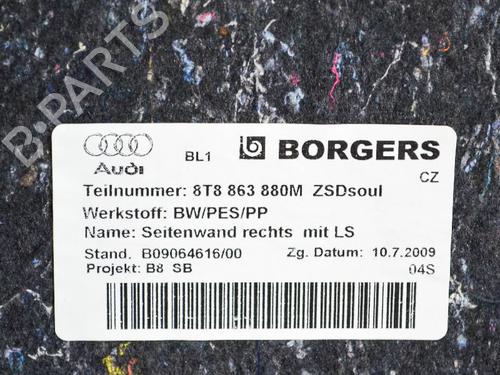 B-PARTS
Audi BL1 BORGERS
CZ
Teilnummer: 8T8 863 880M ZSDsoul
Werkstoff: BW/PES/PP
Name: Seitenwand rechts mit LS
Stand. B09064616/00 Zg. Datum: 10.7.2009
Projekt: B8 SB 04S